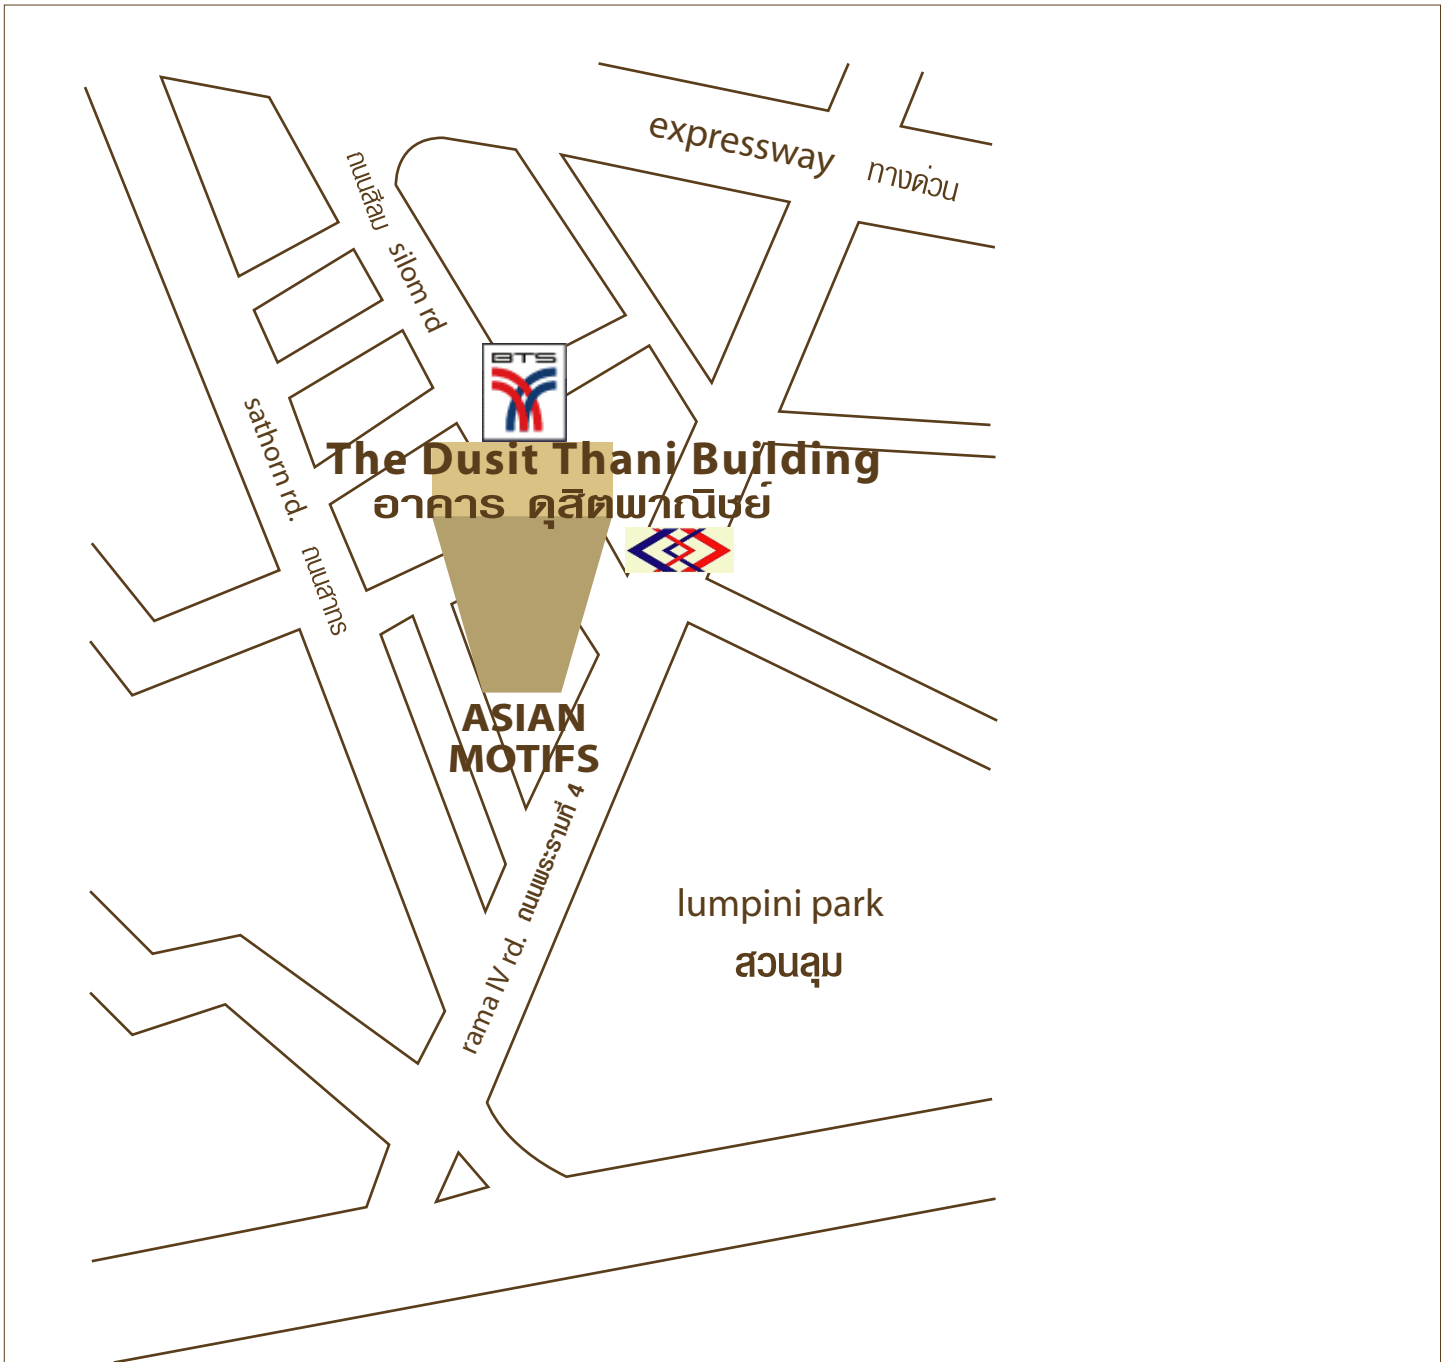 expressway ทางด่วน
ถนนสีลม silom rd
BTS
sathorn rd. ถนนสาทร
The Dusit Thani Building
อาคาร ดุสิตพาณิชย์
ASIAN
MOTIFS
rama IV rd. ถนนพระรามที่ 4
lumpini park
สวนลุม